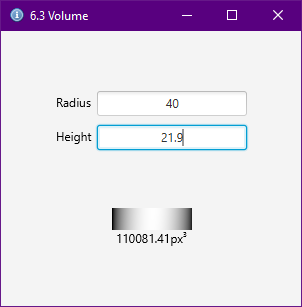 6.3 Volume
Radius 40
Height 21.9
110081.41px³